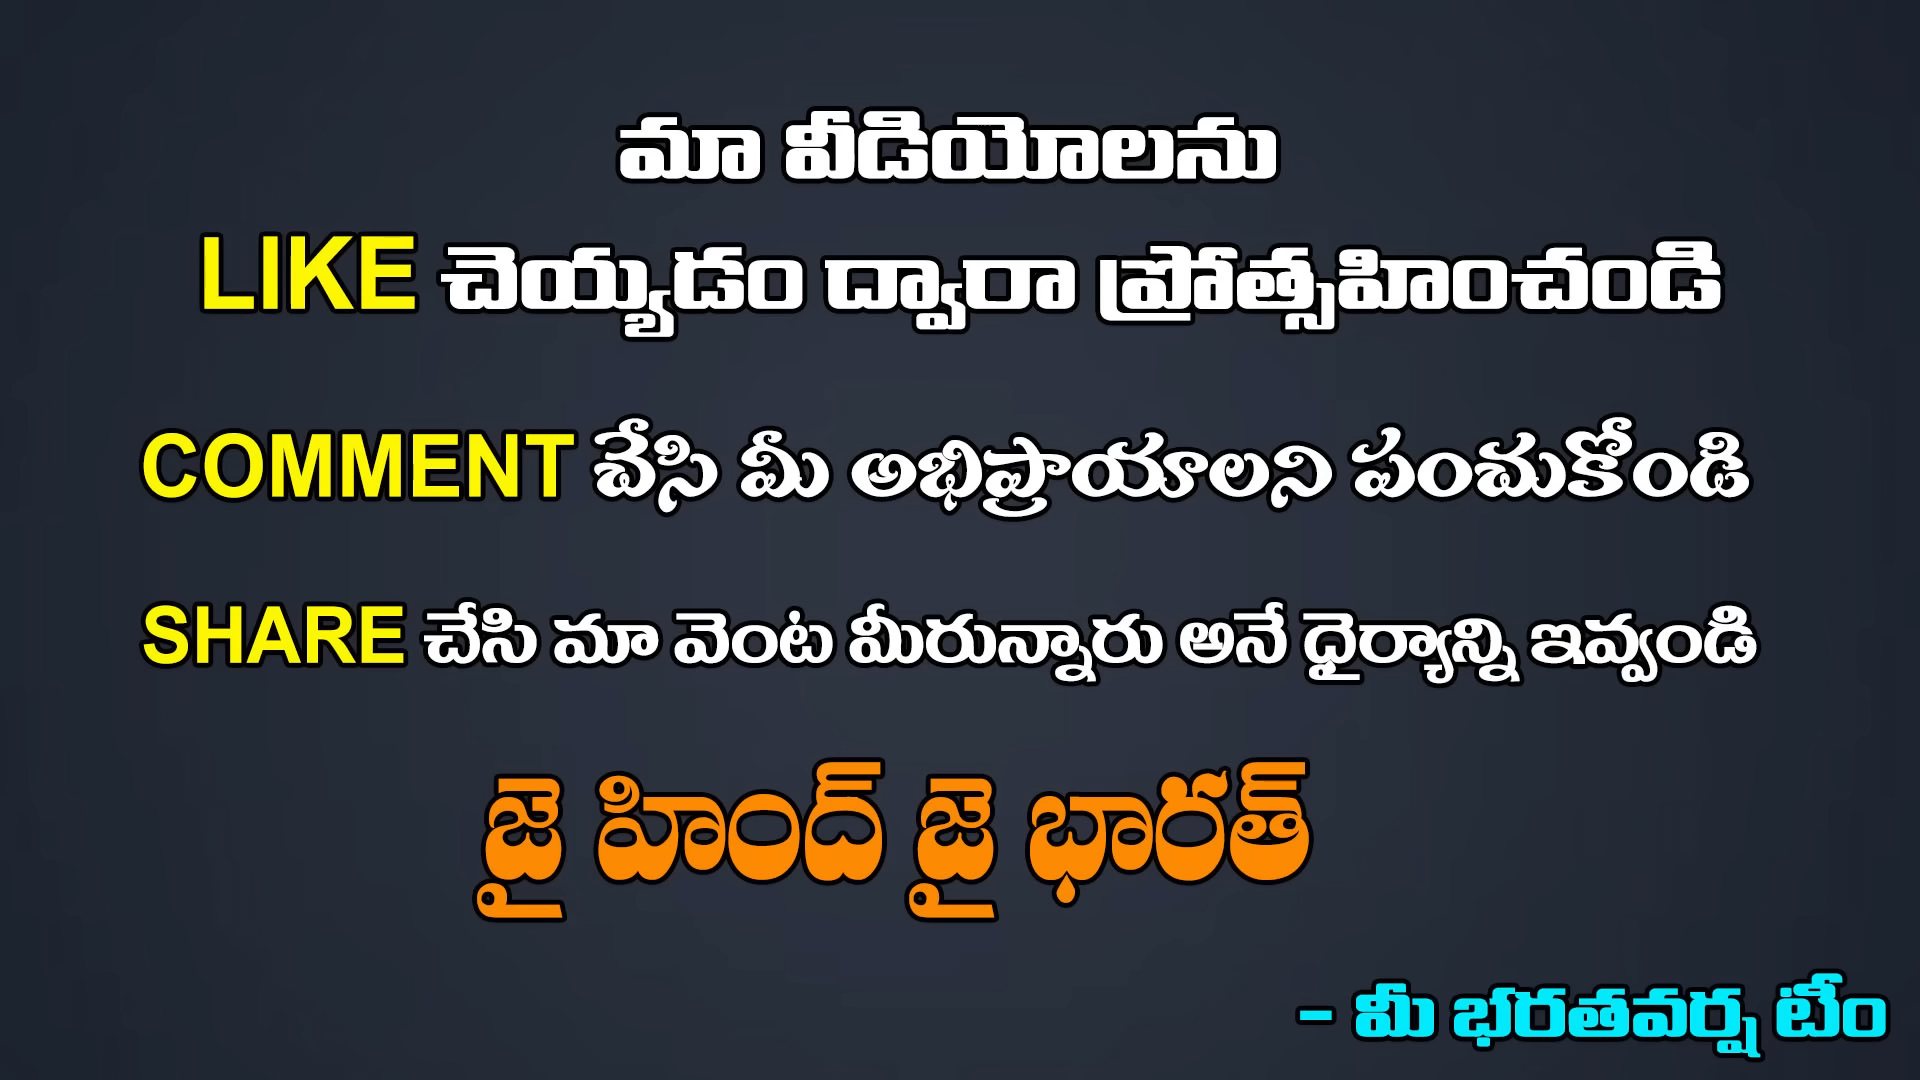 మా వీడియోలను
LIKE చెయ్యడం ద్వారా ప్రోత్సహించండి
COMMENT చేసి మీ అభిప్రాయాలని పంచుకోండి
SHARE చేసి మా వెంట మీరున్నారు అనే ధైర్యాన్ని ఇవ్వండి
జై హింద్ జై భారత్
- మీ భరతవర్ష టీం